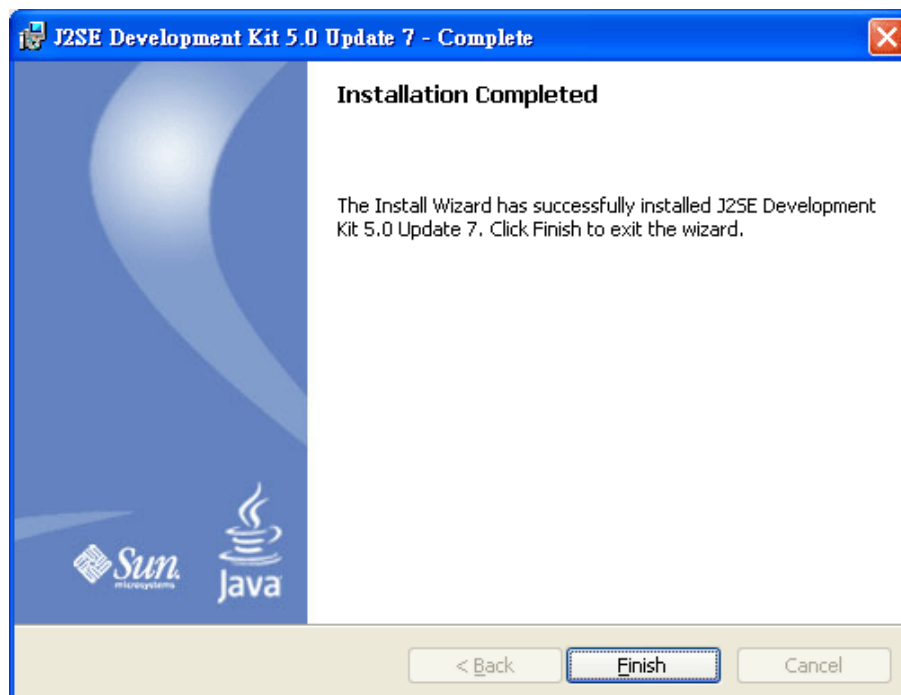 J2SE Development Kit 5.0 Update 7 - Complete
Installation Completed
The Install Wizard has successfully installed J2SE Development
Kit 5.0 Update 7. Click Finish to exit the wizard.
Sun
microsystems
Java
< Back
Finish
Cancel